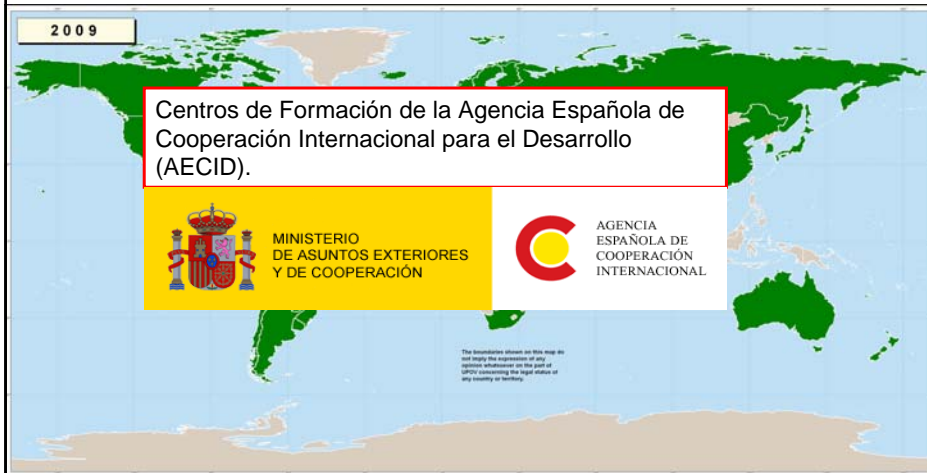 2009
Centros de Formación de la Agencia Española de
Cooperación Internacional para el Desarrollo
(AECID).
MINISTERIO
DE ASUNTOS EXTERIORES
Y DE COOPERACIÓN
AGENCIA
ESPAÑOLA DE
COOPERACIÓN
INTERNACIONAL
The boundaries shown on this map do
not imply the expression of any
opinion whatsoever on the part of
UPOV concerning the legal status of
any country or territory.